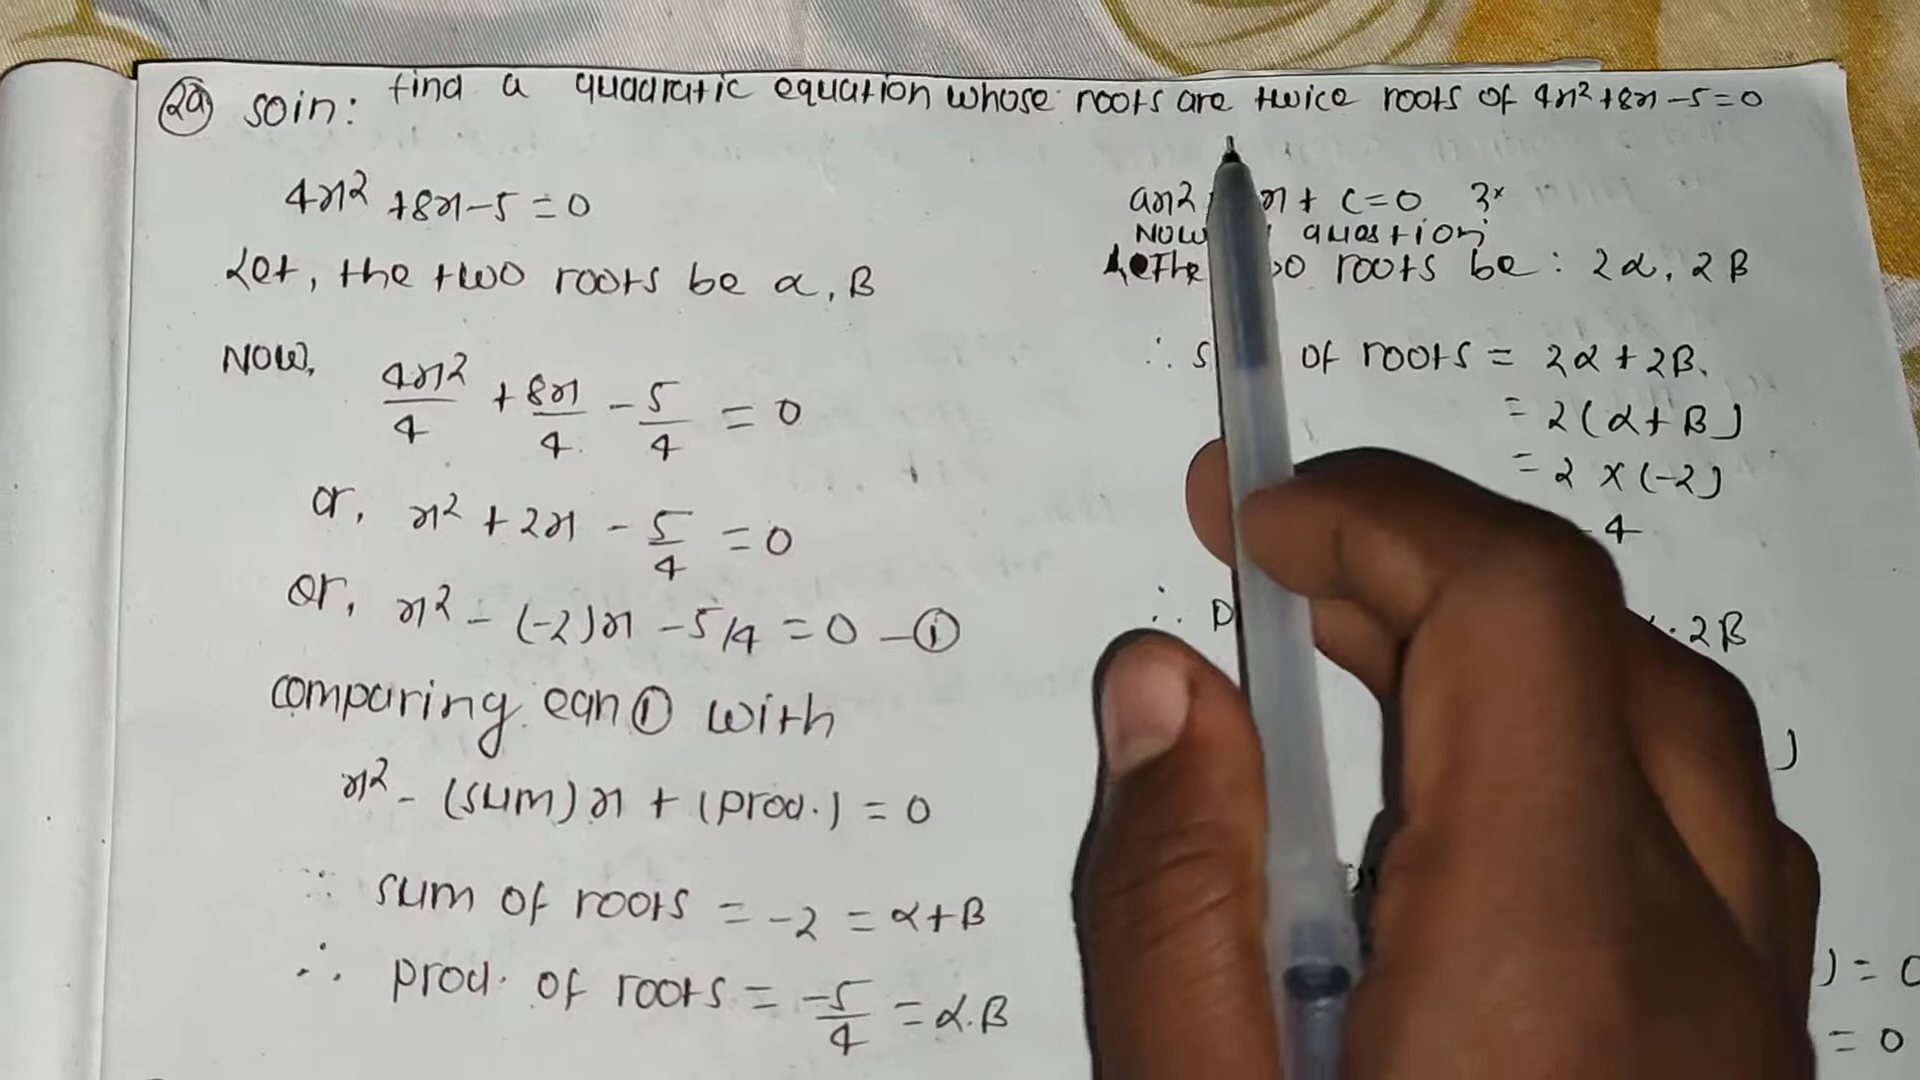 2a soln: find a quadratic equation whose roots are twice roots of 4x² + 8x - 5 = 0
4x² + 8x - 5 = 0
Let, the two roots be α, β
Now,
4x²/4 + 8x/4 - 5/4 = 0
or, x² + 2x - 5/4 = 0
or, x² - (-2)x - 5/4 = 0 - ①
comparing eqn ① with
x² - (sum)x + (prod.) = 0
∵ sum of roots = -2 = α + β
∴ prod. of roots = -5/4 = α.β
ax² x + c = 0
Now question
The roots be : 2α, 2β
∴ of roots = 2α + 2β.
= 2(α + β)
= 2 × (-2)
- 4
∴ . 2β
)
) = 0
= 0